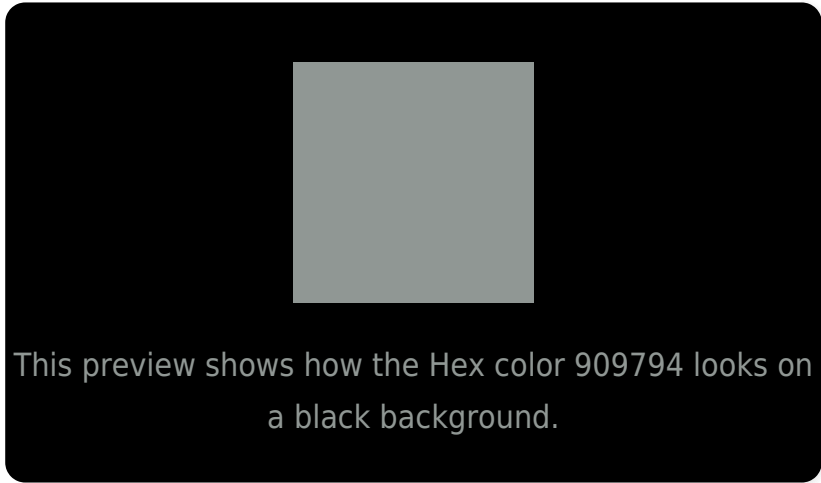 This preview shows how the Hex color 909794 looks on
a black background.